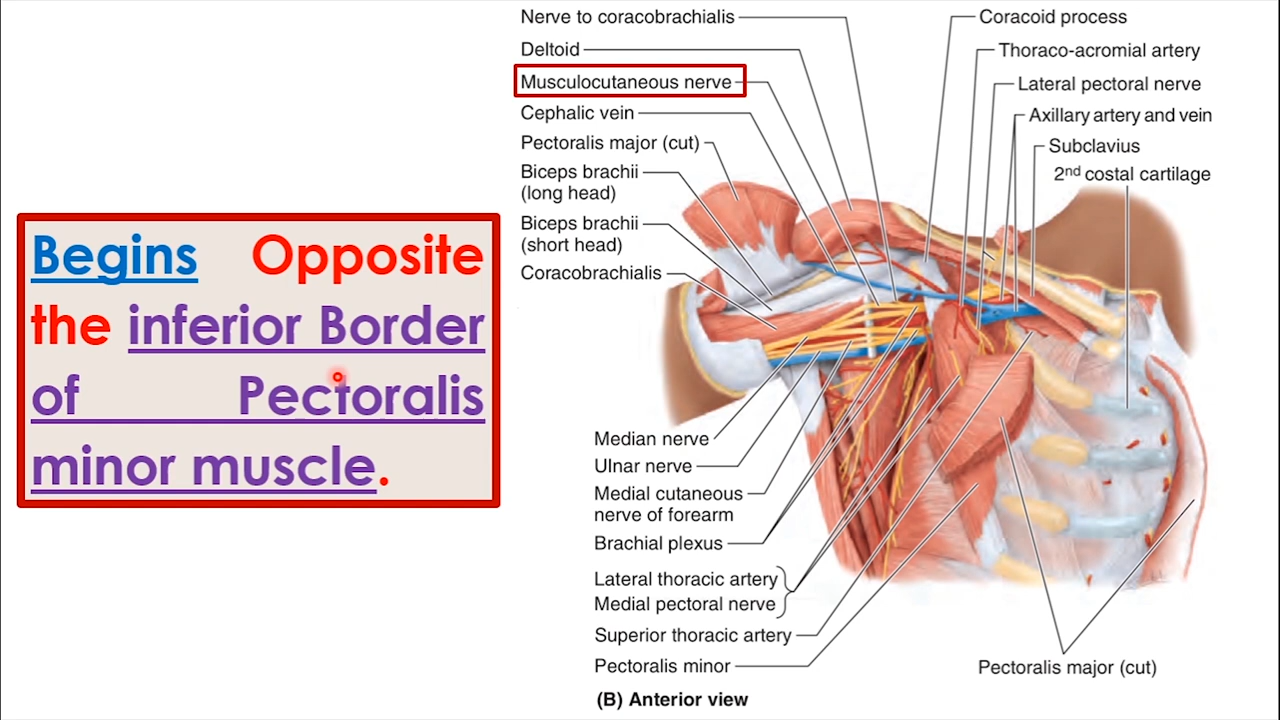 Begins Opposite
the inferior Border
of Pectoralis
minor muscle.
Nerve to coracobrachialis
Deltoid
Musculocutaneous nerve
Cephalic vein
Pectoralis major (cut)
Biceps brachii
(long head)
Biceps brachii
(short head)
Coracobrachialis
Coracoid process
Thoraco-acromial artery
Lateral pectoral nerve
Axillary artery and vein
Subclavius
2nd costal cartilage
Median nerve
Ulnar nerve
Medial cutaneous
nerve of forearm
Brachial plexus
Lateral thoracic artery
Medial pectoral nerve
Superior thoracic artery
Pectoralis minor
Pectoralis major (cut)
(B) Anterior view